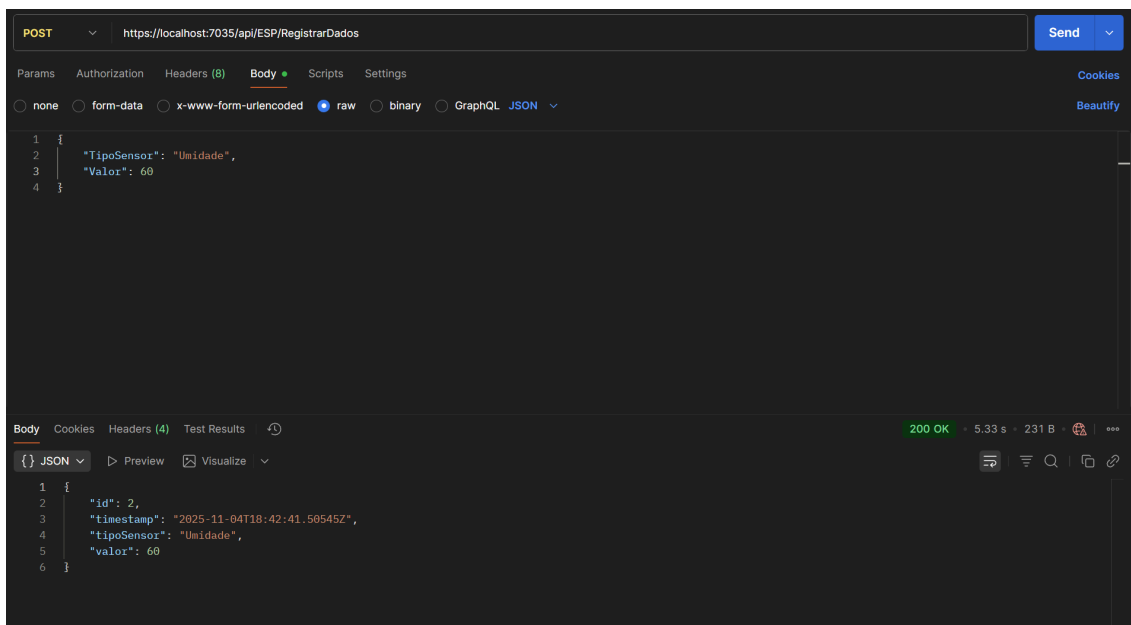 POST https://localhost:7035/api/ESP/RegistrarDados Send
Params Authorization Headers (8) Body Scripts Settings Cookies
none form-data x-www-form-urlencoded raw binary GraphQL JSON Beautify
1 {
2 "TipoSensor": "Umidade",
3 "Valor": 60
4 }
Body Cookies Headers (4) Test Results 200 OK • 5.33 s • 231 B
{} JSON Preview Visualize
1 {
2 "id": 2,
3 "timestamp": "2025-11-04T18:42:41.50545Z",
4 "tipoSensor": "Umidade",
5 "valor": 60
6 }